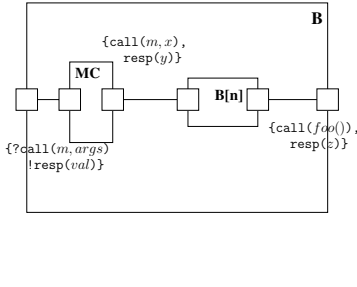 B
{call(m, x),
resp(y)}
MC
B[n]
{call(foo()),
resp(z)}
{?call(m, args)
!resp(val)}